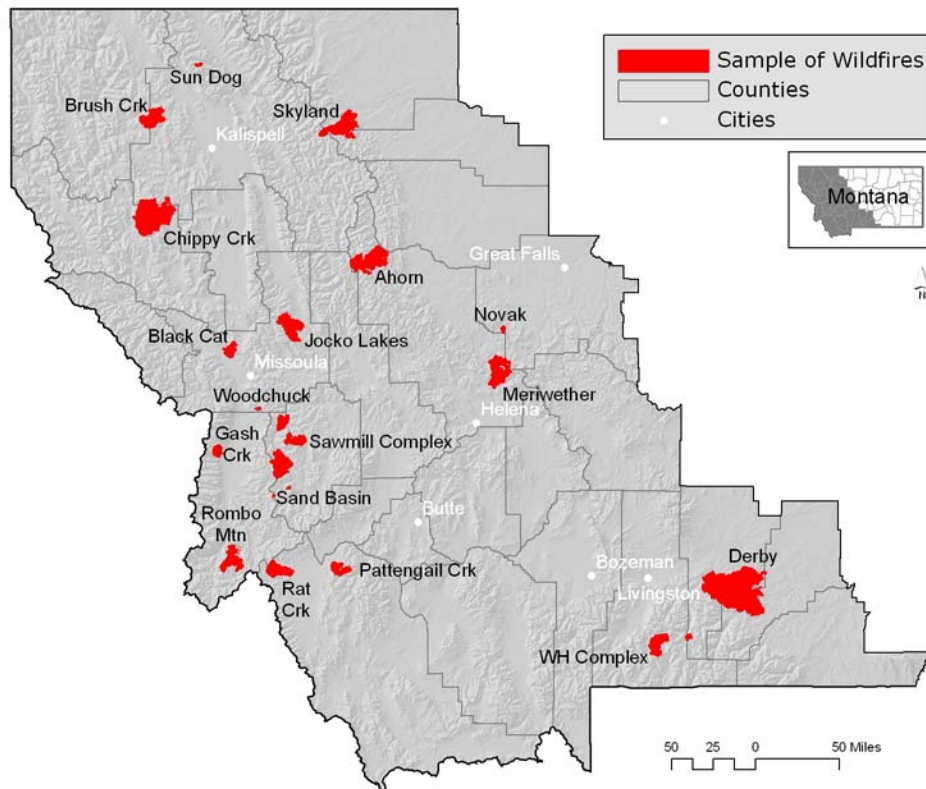 Sun Dog
Brush Crk
Skyland
Kalispell
Sample of Wildfires
Counties
Cities
Montana
N
Chippy Crk
Great Falls
Ahorn
Novak
Black Cat
Jocko Lakes
Missoula
Meriwether
Woodchuck
Helena
Gash
Crk
Sawmill Complex
Sand Basin
Rombo
Mtn
Butte
Derby
Bozeman
Pattengail Crk
Livingston
Rat
Crk
WH Complex
50 25 0 50 Miles